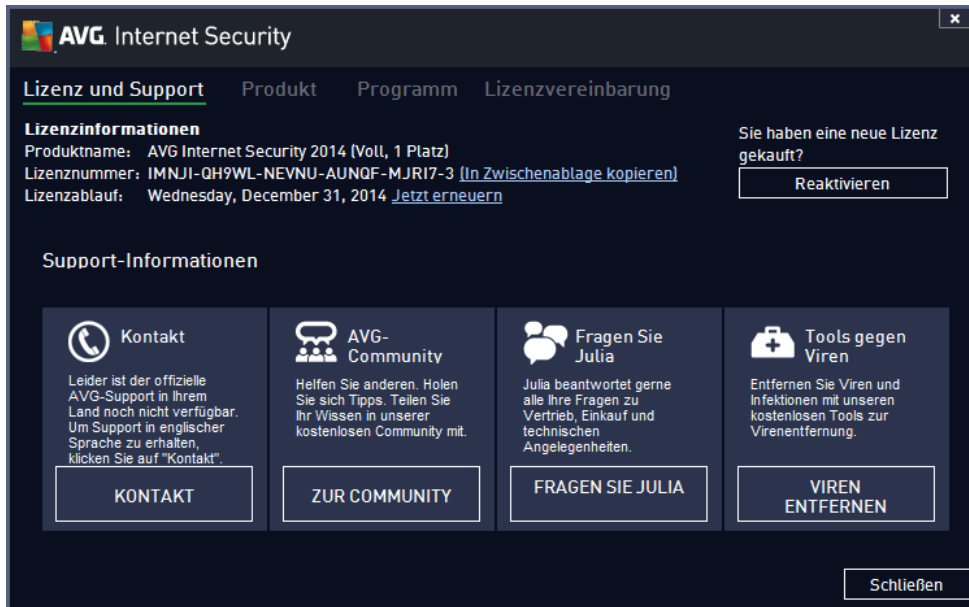 AVG. Internet Security
x
Lizenz und Support Produkt Programm Lizenzvereinbarung
Lizenzinformationen
Produktname: AVG Internet Security 2014 (Voll, 1 Platz)
Lizenznummer: IMNJI-QH9WL-NEVNU-AUNQF-MJRI7-3 (In Zwischenablage kopieren)
Lizenzablauf: Wednesday, December 31, 2014 Jetzt erneuern
Sie haben eine neue Lizenz
gekauft?
Reaktivieren
Support-Informationen
Kontakt
Leider ist der offizielle
AVG-Support in Ihrem
Land noch nicht verfügbar.
Um Support in englischer
Sprache zu erhalten,
klicken Sie auf "Kontakt".
KONTAKT
AVG-
Community
Helfen Sie anderen. Holen
Sie sich Tipps. Teilen Sie
Ihr Wissen in unserer
kostenlosen Community mit.
ZUR COMMUNITY
Fragen Sie
Julia
Julia beantwortet gerne
alle Ihre Fragen zu
Vertrieb, Einkauf und
technischen
Angelegenheiten.
FRAGEN SIE JULIA
Tools gegen
Viren
Entfernen Sie Viren und
Infektionen mit unseren
kostenlosen Tools zur
Virenentfernung.
VIREN
ENTFERNEN
Schließen